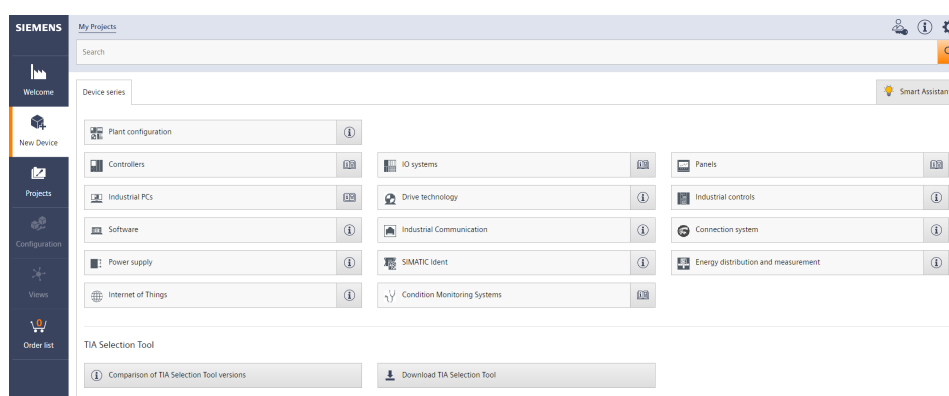 SIEMENS
My Projects
Search
Welcome
Device series
Smart Assistan
New Device
Plant configuration
Controllers
IO systems
Panels
Projects
Industrial PCs
Drive technology
Industrial controls
Software
Industrial Communication
Connection system
Configuration
Power supply
SIMATIC Ident
Energy distribution and measurement
Views
Internet of Things
Condition Monitoring Systems
0
Order list
TIA Selection Tool
Comparison of TIA Selection Tool versions
Download TIA Selection Tool